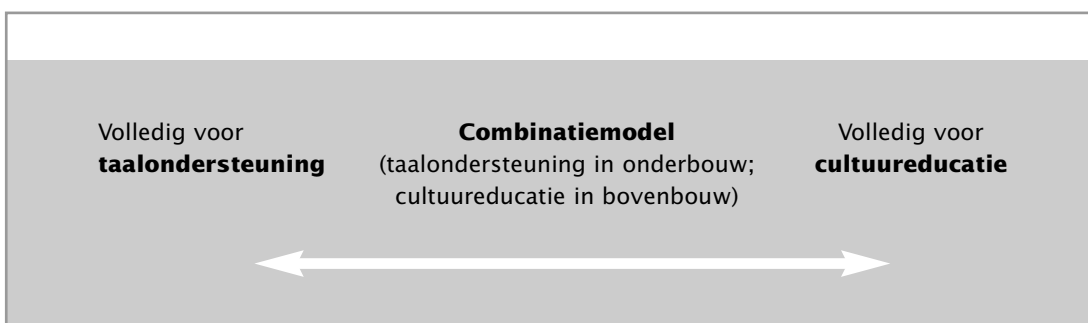 Volledig voor
taalondersteuning
Combinatiemodel
(taalondersteuning in onderbouw;
cultuureducatie in bovenbouw)
Volledig voor
cultuureducatie